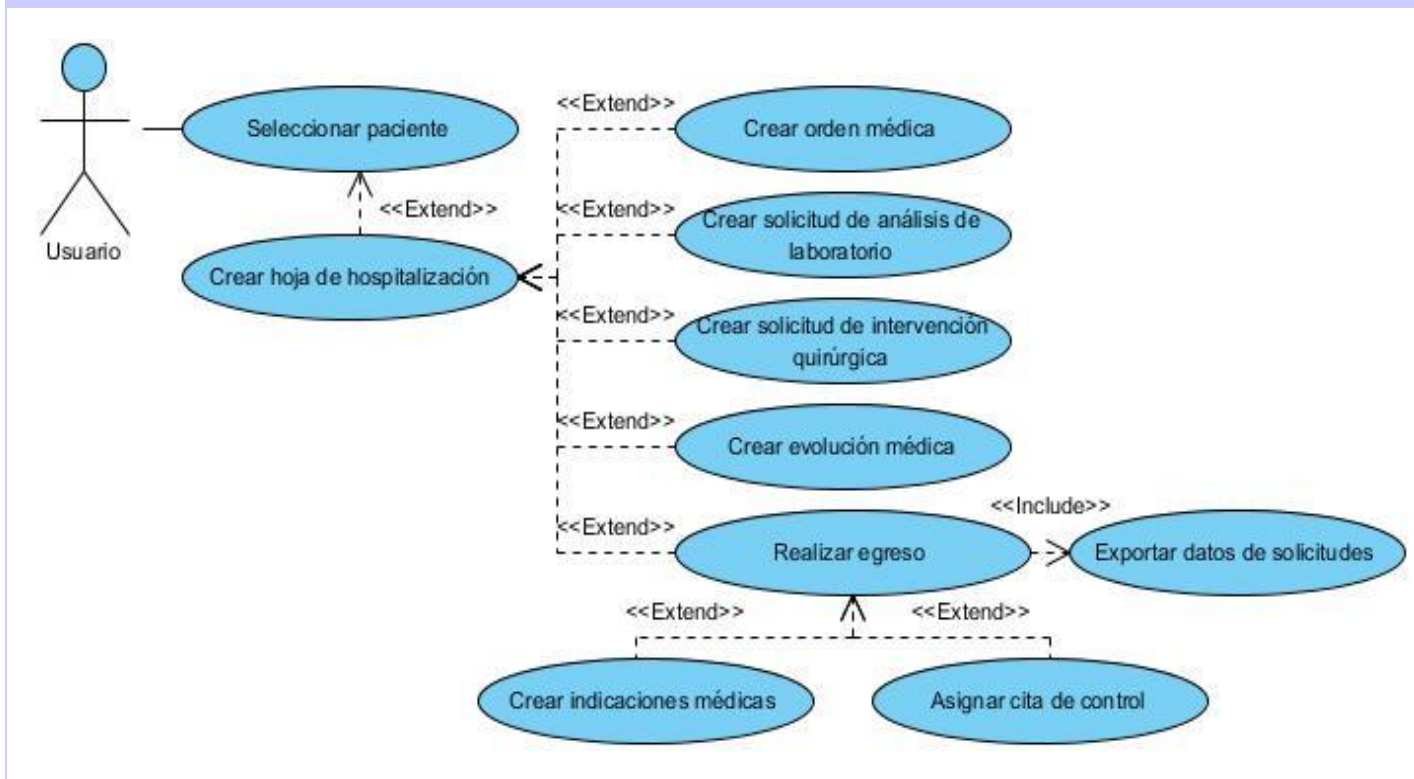 <<Extend>>
Crear orden médica
Seleccionar paciente
<<Extend>>
<<Extend>>
Crear solicitud de análisis de
laboratorio
Usuario
Crear hoja de hospitalización
<<Extend>>
Crear solicitud de intervención
quirúrgica
<<Extend>>
Crear evolución médica
<<Include>>
<<Extend>>
Realizar egreso
Exportar datos de solicitudes
<<Extend>>
<<Extend>>
Crear indicaciones médicas
Asignar cita de control